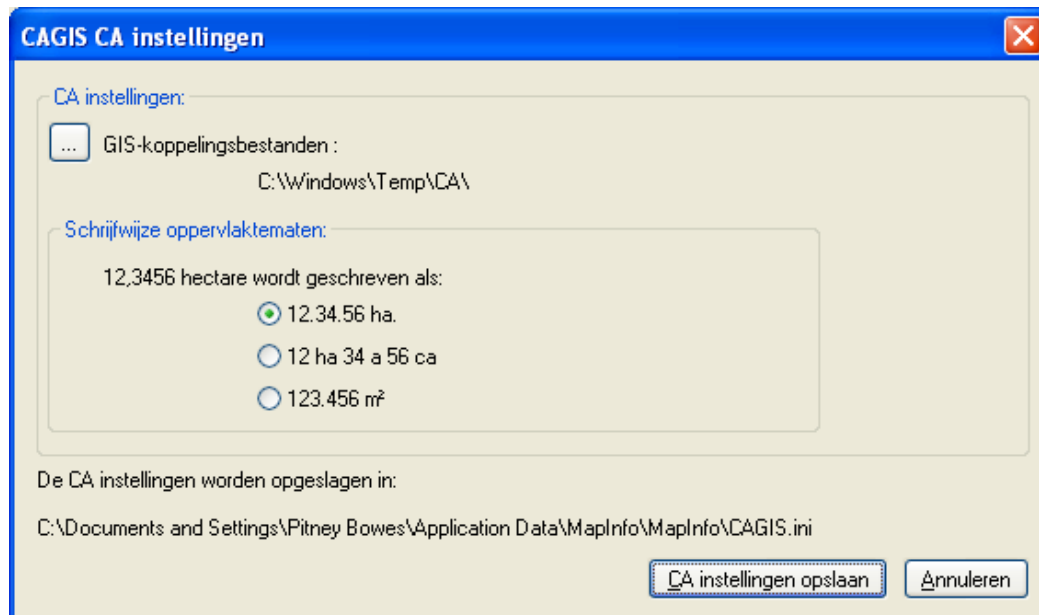 CAGIS CA instellingen
CA instellingen:
... GIS-koppelingsbestanden :
C:\Windows\Temp\CA\
Schrijfwijze oppervlaktematen:
12,3456 hectare wordt geschreven als:
12.34.56 ha.
12 ha 34 a 56 ca
123.456 m²
De CA instellingen worden opgeslagen in:
C:\Documents and Settings\Pitney Bowes\Application Data\MapInfo\MapInfo\CAGIS.ini
CA instellingen opslaan Annuleren